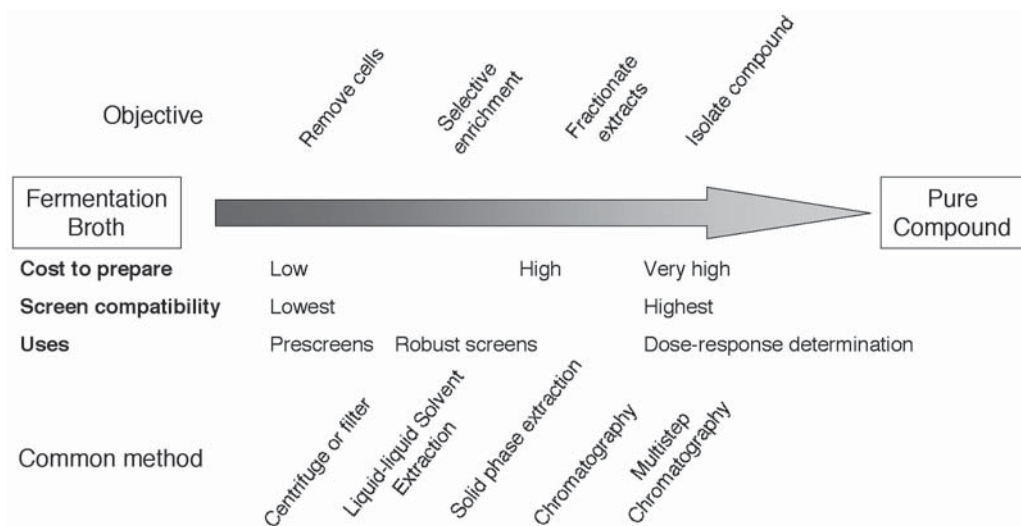 Objective
Remove cells
Selective
enrichment
Fractionate
extracts
Isolate compound
Fermentation
Broth
Pure
Compound
Cost to prepare Low High Very high
Screen compatibility Lowest Highest
Uses Prescreens Robust screens Dose-response determination
Common method
Centrifuge or filter
Liquid-liquid Solvent
Extraction
Solid phase extraction
Chromatography
Multistep
Chromatography